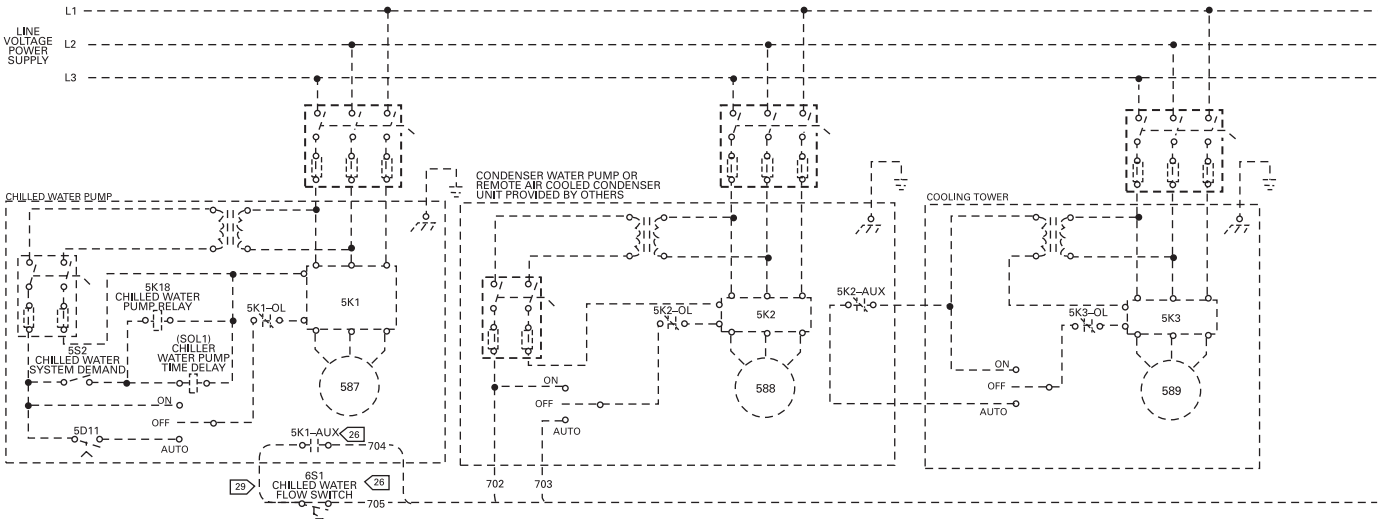 L1
LINE
VOLTAGE
POWER
SUPPLY
L2
L3
CHILLED WATER PUMP
CONDENSER WATER PUMP OR
REMOTE AIR COOLED CONDENSER
UNIT PROVIDED BY OTHERS
COOLING TOWER
5K18
CHILLED WATER
PUMP RELAY
5K1-OL
5K1
5K2-OL
5K2
5K2-AUX
5K3-OL
5K3
5S2
CHILLED WATER
SYSTEM DEMAND
(SOL1)
CHILLER
WATER PUMP
TIME DELAY
587
588
589
ON
OFF
AUTO
ON
OFF
AUTO
ON
OFF
AUTO
5D11
5K1-AUX
26
704
6S1
CHILLED WATER
FLOW SWITCH
26
29
705
702
703